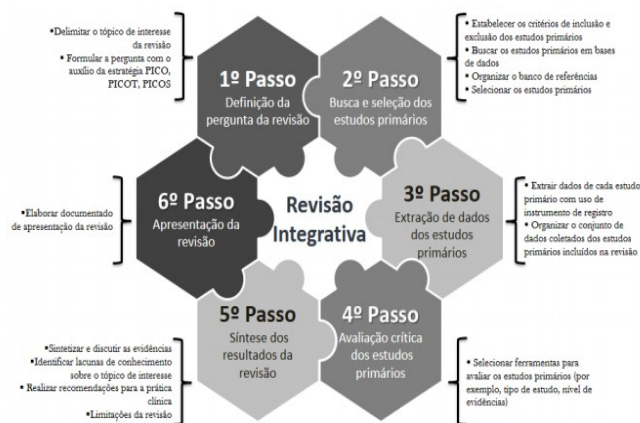 ▪Delimitar o tópico de interesse
da revisão
▪ Formular a pergunta com o
auxílio da estratégia PICO,
PICOT, PICOS
1º Passo
Definição da
pergunta da revisão
2º Passo
Busca e seleção dos
estudos primários
▪ Estabelecer os critérios de inclusão e
exclusão dos estudos primários
▪ Buscar os estudos primários em bases
de dados
▪ Organizar o banco de referências
▪ Selecionar os estudos primários
3º Passo
Extração de dados
dos estudos
primários
▪ Extrair dados de cada estudo
primário com uso de
instrumento de registro
▪ Organizar o conjunto de
dados coletados dos estudos
primários incluídos na revisão
Revisão
Integrativa
6º Passo
Apresentação da
revisão
▪Elaborar documentado
de apresentação da revisão
5º Passo
Síntese dos
resultados da
revisão
▪Sintetizar e discutir as evidências
▪Identificar lacunas de conhecimento
sobre o tópico de interesse
▪ Realizar recomendações para a prática
clínica
▪Limitações da revisão
4º Passo
Avaliação crítica
dos estudos
primários
▪ Selecionar ferramentas para
avaliar os estudos primários (por
exemplo, tipo de estudo, nível de
evidências)